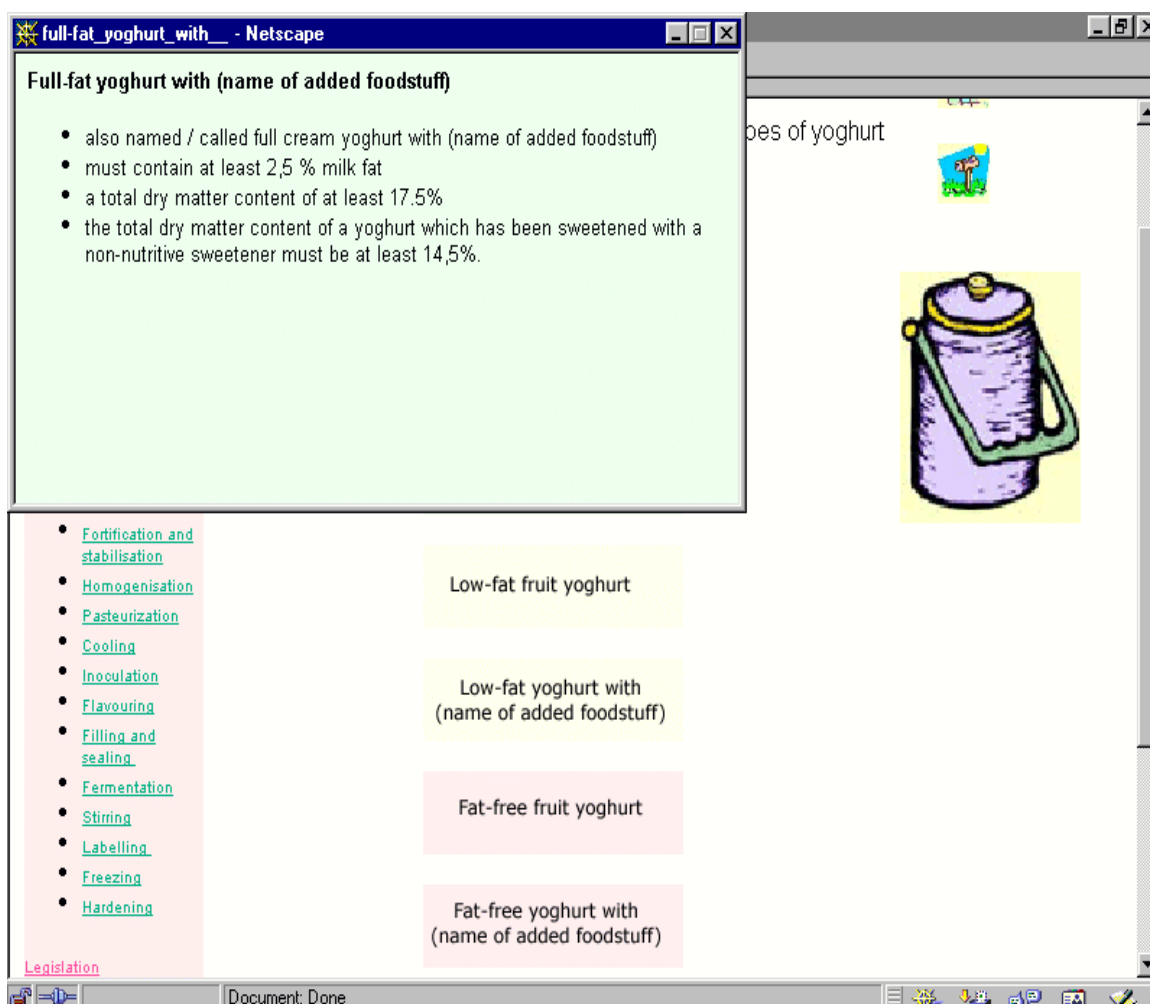 full-fat_yoghurt_with__ - Netscape
Full-fat yoghurt with (name of added foodstuff)
• also named / called full cream yoghurt with (name of added foodstuff)
• must contain at least 2,5 % milk fat
• a total dry matter content of at least 17.5%
• the total dry matter content of a yoghurt which has been sweetened with a
non-nutritive sweetener must be at least 14,5%.
of yoghurt
• Fortification and
stabilisation
• Homogenisation
• Pasteurization
• Cooling
• Inoculation
• Flavouring
• Filling and
sealing
• Fermentation
• Stirring
• Labelling
• Freezing
• Hardening
Legislation
Low-fat fruit yoghurt
Low-fat yoghurt with
(name of added foodstuff)
Fat-free fruit yoghurt
Fat-free yoghurt with
(name of added foodstuff)
Document: Done